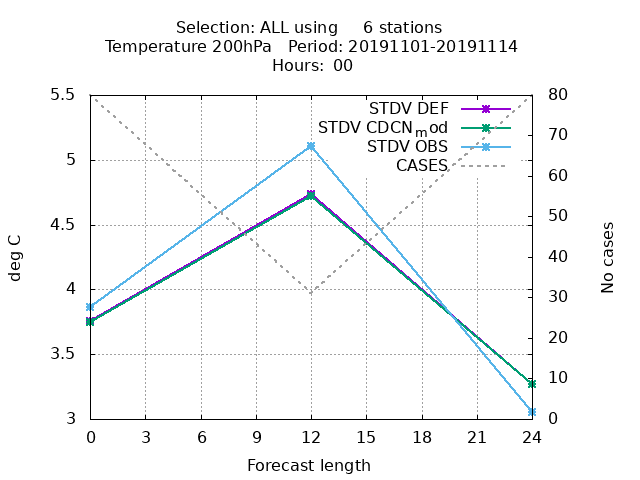 Selection: ALL using 6 stations
Temperature 200hPa Period: 20191101-20191114
Hours: 00
STDV DEF
STDV CDCN_mod
STDV OBS
CASES
5.5
5
4.5
4
3.5
3
80
70
60
50
40
30
20
10
0
deg C
No cases
0 3 6 9 12 15 18 21 24
Forecast length